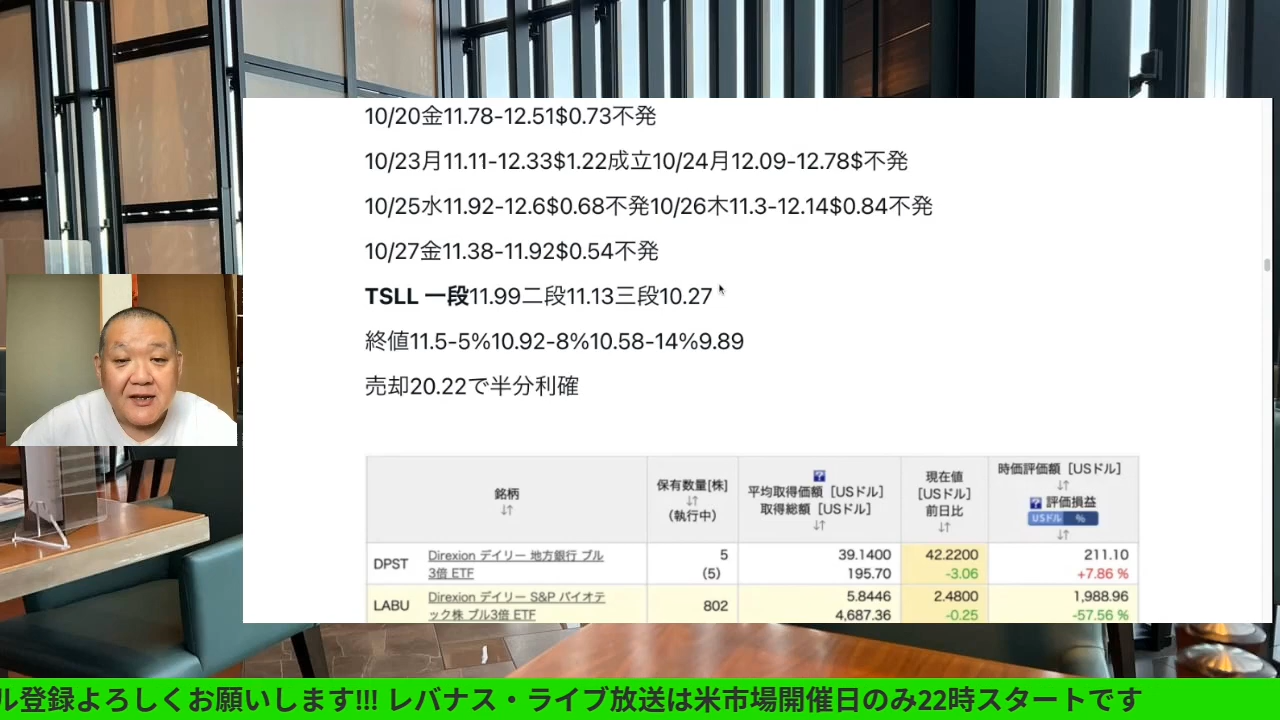 10/20金11.78-12.51$0.73不発
10/23月11.11-12.33$1.22成立10/24月12.09-12.78$不発
10/25水11.92-12.6$0.68不発10/26木11.3-12.14$0.84不発
10/27金11.38-11.92$0.54不発
TSLL 一段11.99二段11.13三段10.27
終値11.5-5%10.92-8%10.58-14%9.89
売却20.22で半分利確
銘柄
↓↑
保有数量[株]
↓↑
(執行中)
?
平均取得価額[USドル]
取得総額[USドル]
↓↑
現在値
[USドル]
前日比
↓↑
時価評価額[USドル]
↓↑
? 評価損益
USドル %
↓↑
DPST
Direxion デイリー 地方銀行 ブル
3倍 ETF
5
(5)
39.1400
195.70
42.2200
-3.06
211.10
+7.86 %
LABU
Direxion デイリー S&P バイオテ
ック株 ブル3倍 ETF
802
5.8446
4,687.36
2.4800
-0.25
1,988.96
-57.56 %
ル登録よろしくお願いします!!! レバナス・ライブ放送は米市場開催日のみ22時スタートです